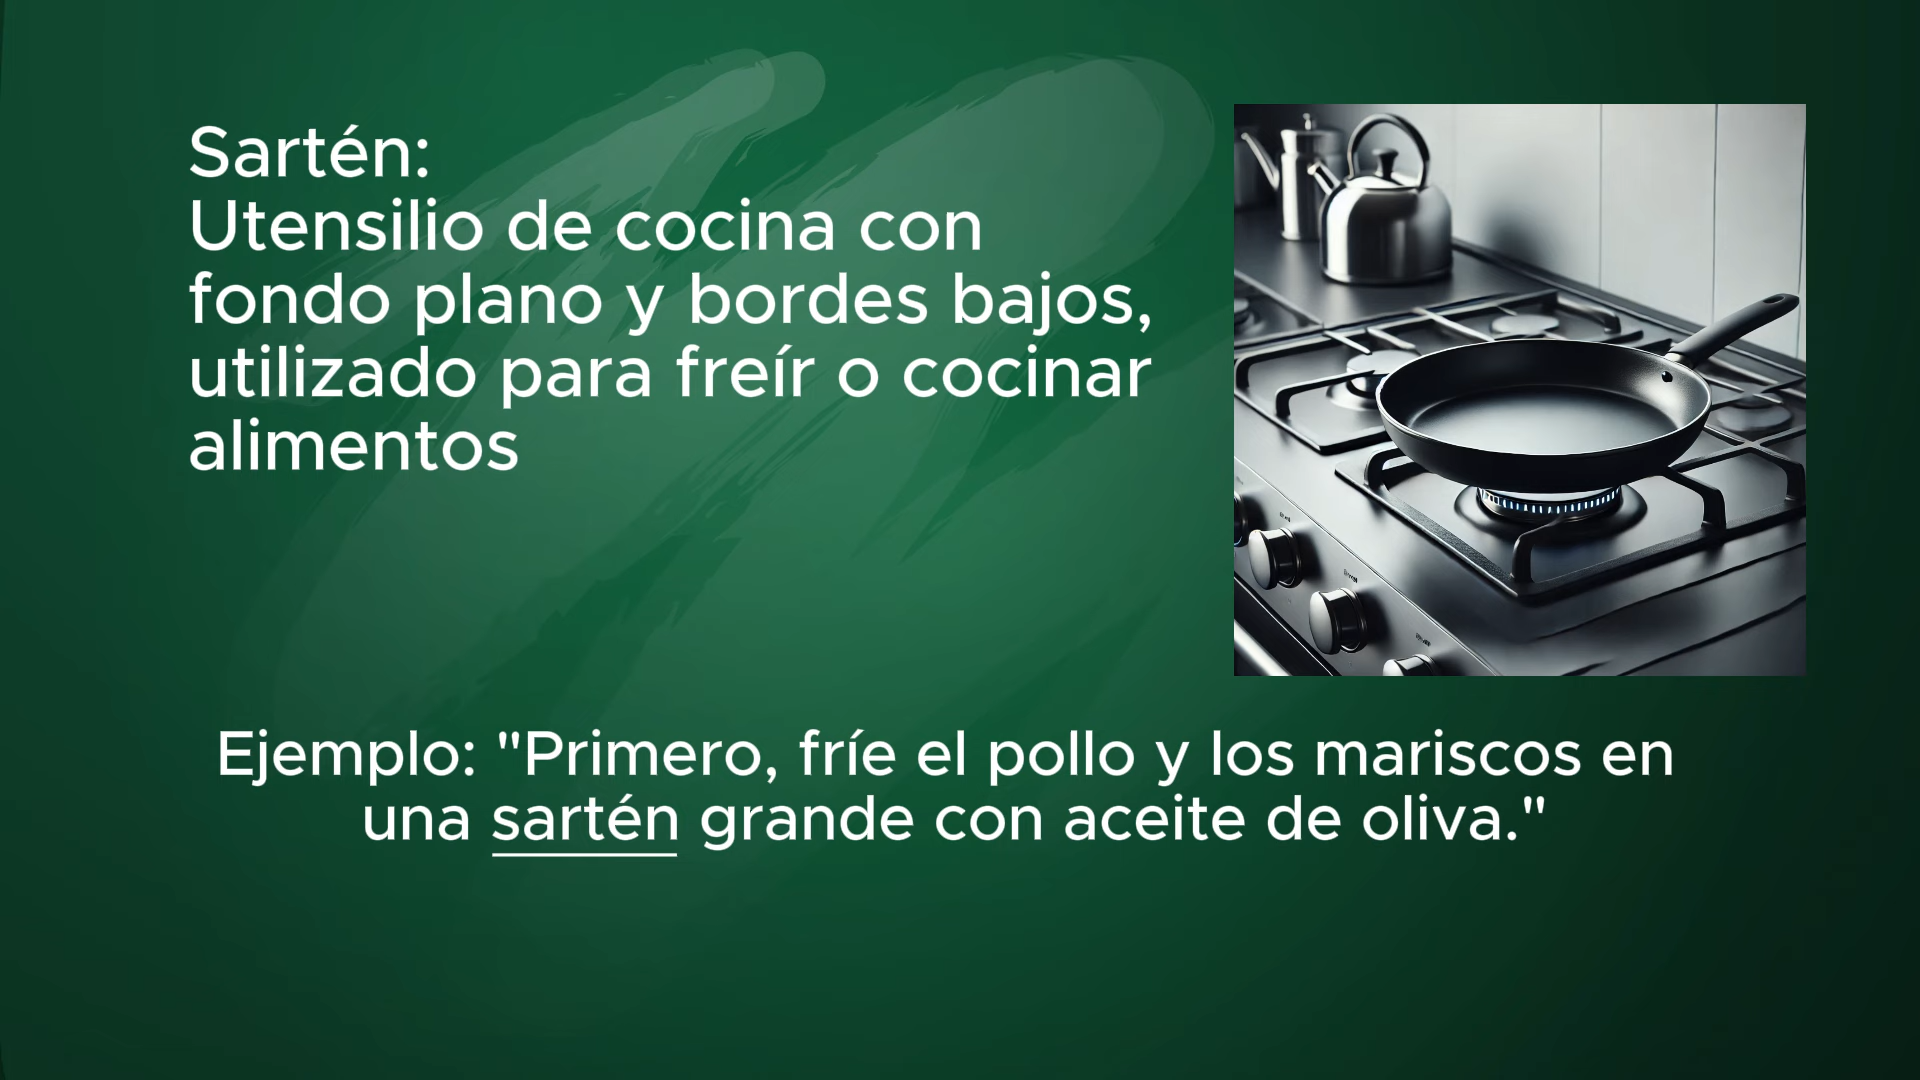 Sartén:
Utensilio de cocina con
fondo plano y bordes bajos,
utilizado para freír o cocinar
alimentos
Ejemplo: "Primero, fríe el pollo y los mariscos en
una sartén grande con aceite de oliva."